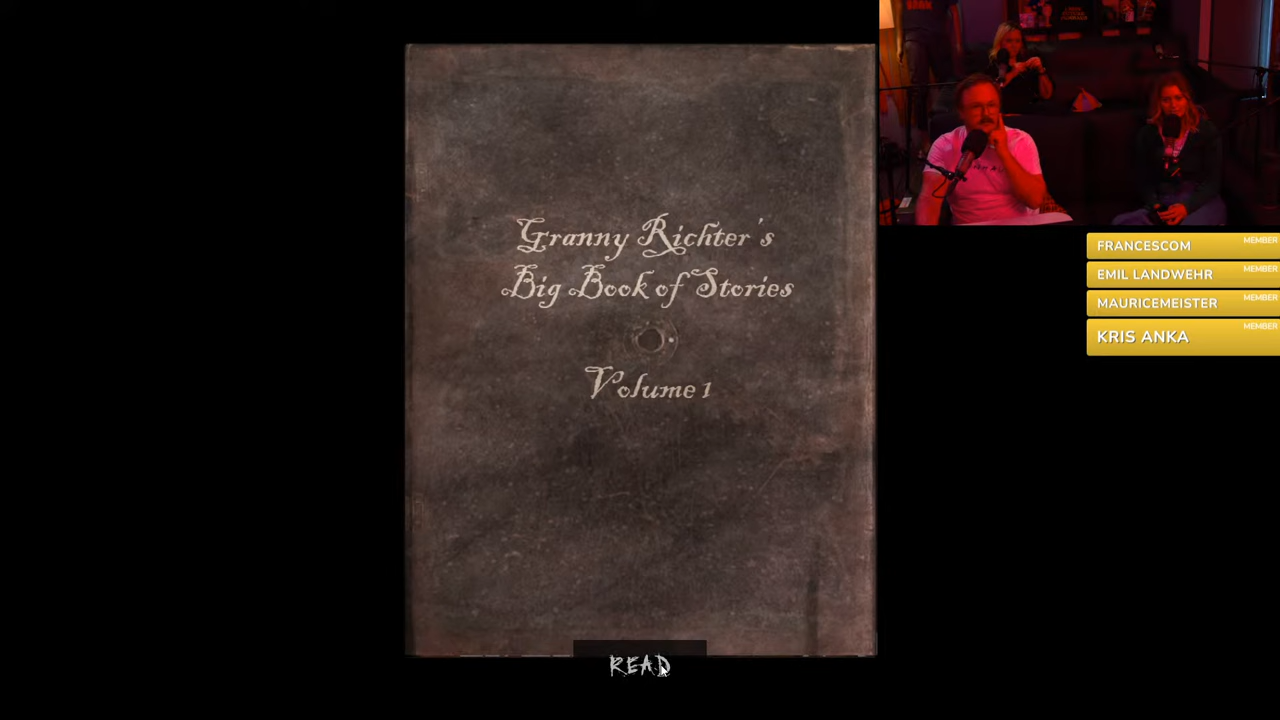 Granny Richter's
Big Book of Stories
Volume 1
READ
FRANCESCOM
MEMBER
EMIL LANDWEHR
MEMBER
MAURICEMEISTER
MEMBER
KRIS ANKA
MEMBER